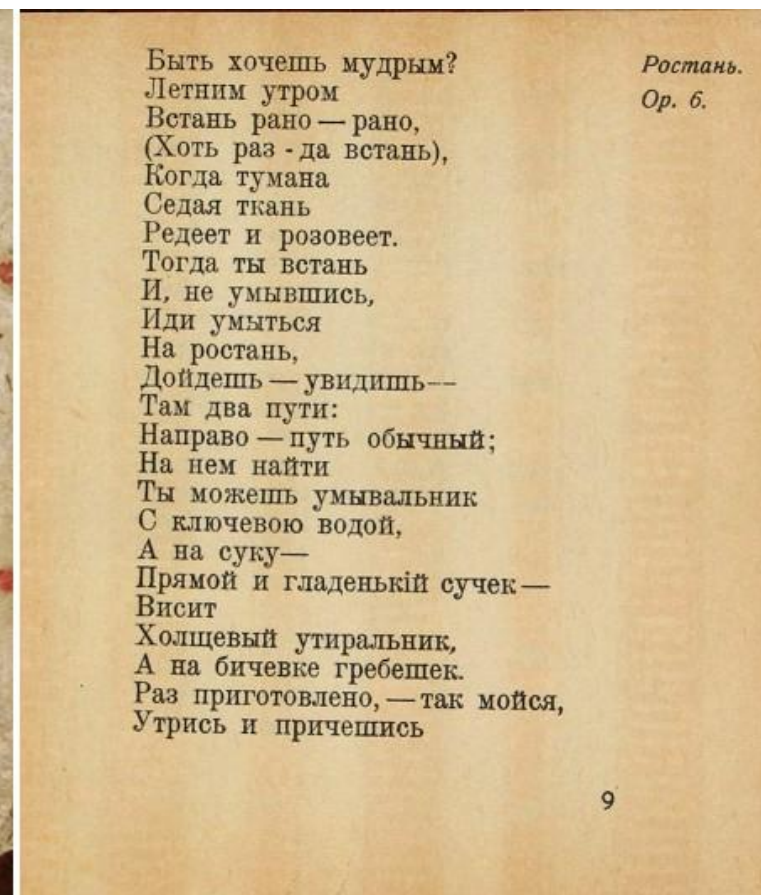 Быть хочешь мудрым?
Летним утром
Встань рано — рано,
(Хоть раз - да встань),
Когда тумана
Седая ткань
Редеет и розовеет.
Тогда ты встань
И, не умывшись,
Иди умыться
На ростань,
Дойдешь — увидишь—
Там два пути:
Направо — путь обычный;
На нем найти
Ты можешь умывальник
С ключевою водой,
А на суку—
Прямой и гладенькій сучек—
Висит
Холщевый утиральник,
А на бичевке гребешек.
Раз приготовлено, — так мойся,
Утрись и причешись
Ростань.
Op. 6.
9